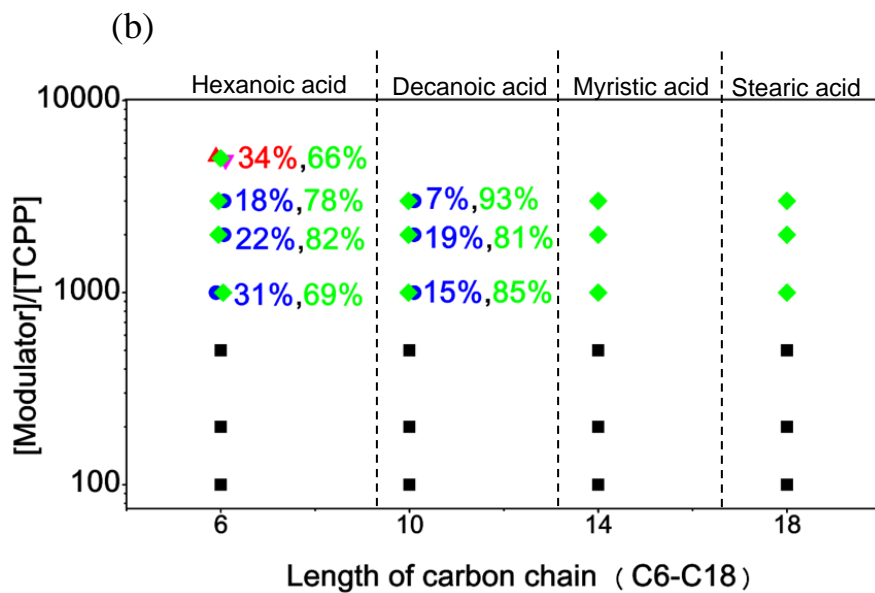 (b)
Hexanoic acid Decanoic acid Myristic acid Stearic acid
10000
34%,66%
18%,78% 7%,93%
22%,82% 19%,81%
1000 31%,69% 15%,85%
100
[Modulator]/[TCPP]
6 10 14 18
Length of carbon chain（C6-C18）